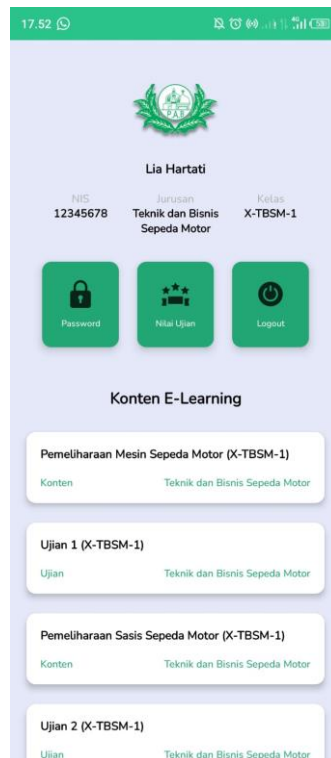 17.52
PAB
Lia Hartati
NIS Jurusan Kelas
12345678 Teknik dan Bisnis X-TBSM-1
Sepeda Motor
Password Nilai Ujian Logout
Konten E-Learning
Pemeliharaan Mesin Sepeda Motor (X-TBSM-1)
Konten Teknik dan Bisnis Sepeda Motor
Ujian 1 (X-TBSM-1)
Ujian Teknik dan Bisnis Sepeda Motor
Pemeliharaan Sasis Sepeda Motor (X-TBSM-1)
Konten Teknik dan Bisnis Sepeda Motor
Ujian 2 (X-TBSM-1)
Ujian Teknik dan Bisnis Sepeda Motor